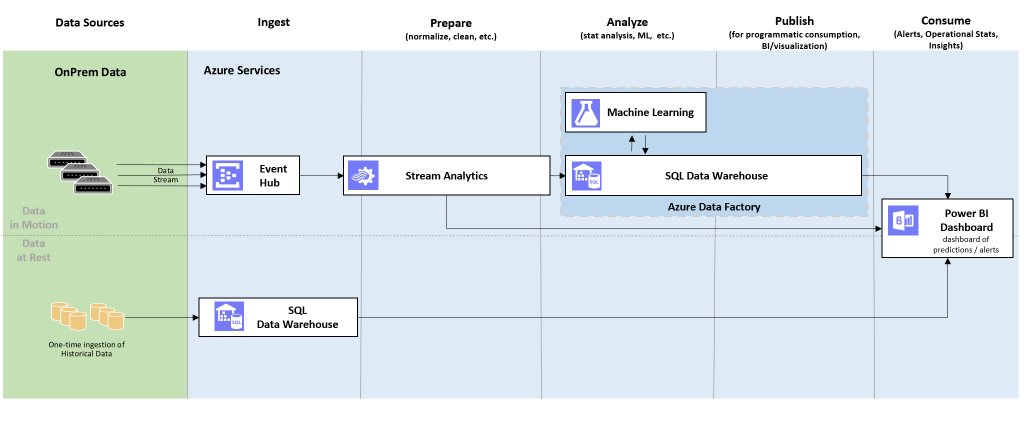 Data Sources
Ingest
Prepare
(normalize, clean, etc.)
Analyze
(stat analysis, ML, etc.)
Publish
(for programmatic consumption,
BI/visualization)
Consume
(Alerts, Operational Stats,
Insights)
OnPrem Data
Azure Services
Machine Learning
Data
Stream
Event
Hub
Stream Analytics
SQL
SQL Data Warehouse
Azure Data Factory
Data
in Motion
Power BI
Dashboard
dashboard of
predictions / alerts
Data
at Rest
SQL
SQL
Data Warehouse
One-time ingestion of
Historical Data